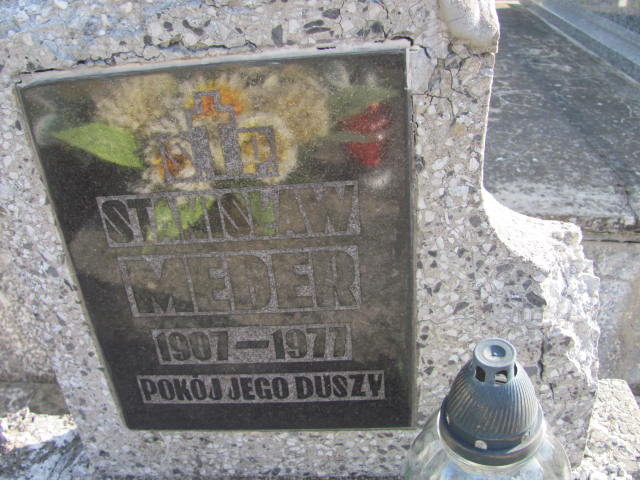 STANISŁAW
MEDER
1907-1977
POKÓJ JEGO DUSZY